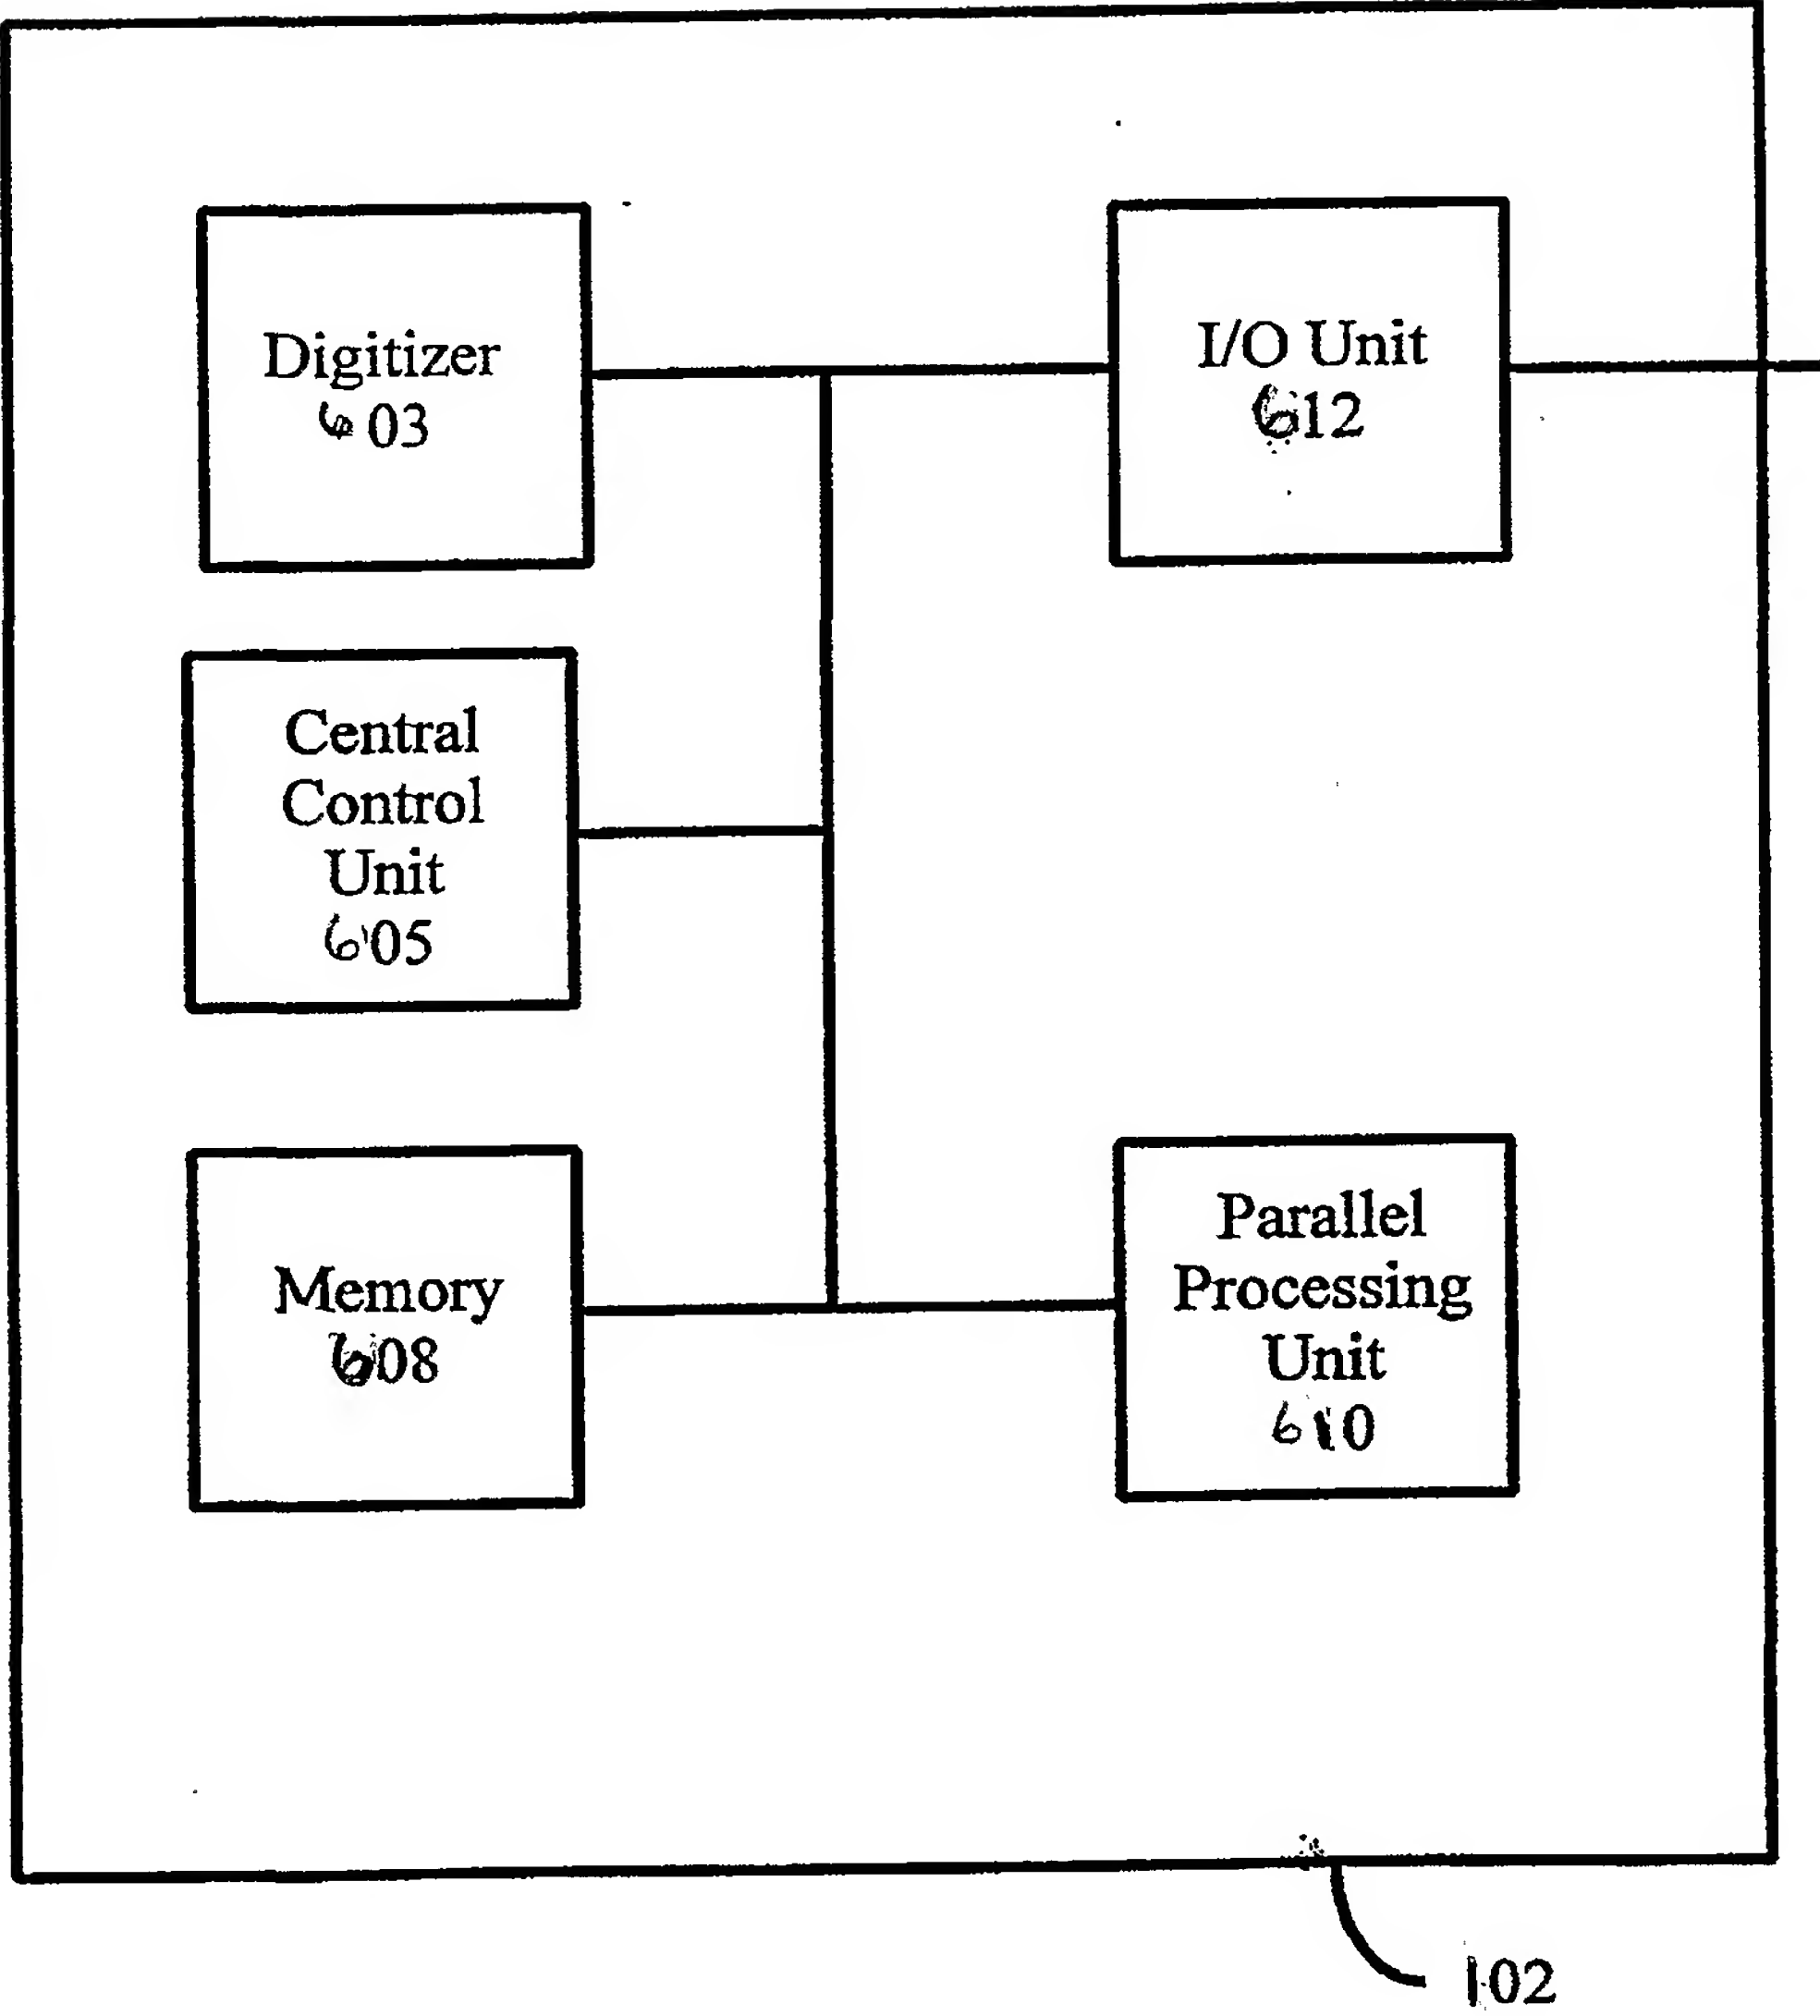 Digitizer
603
I/O Unit
612
Central
Control
Unit
605
Memory
608
Parallel
Processing
Unit
610
102